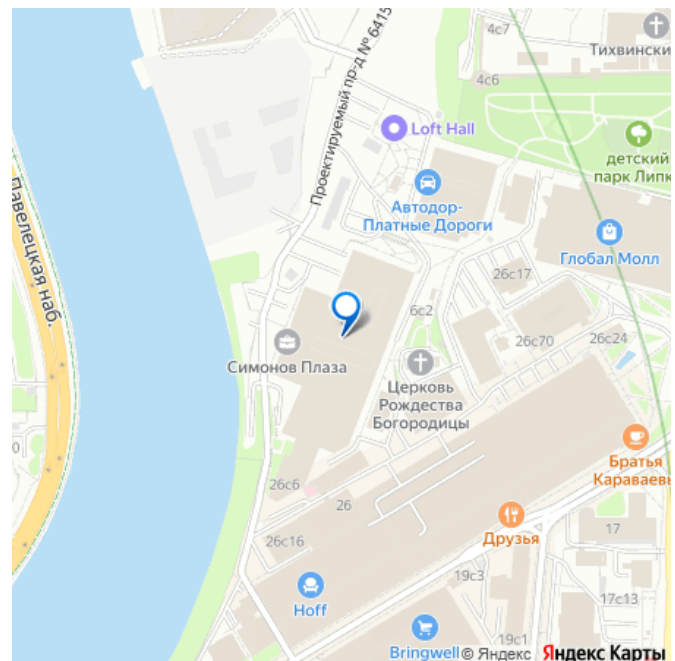 4с7
Тихвински
4с6
Проектируемый пр-д № 6415
Loft Hall
детский
парк Липк
Автодор-
Платные Дороги
Павелецкая наб.
Глобал Молл
26с17
6с2
26с70
26с24
Симонов Плаза
Церковь
Рождества
Богородицы
0
Братья
Караваевь
26с6
26
Друзья
17
26с16
19с3
17с13
Hoff
19с1
Bringwell
© Яндекс Яндекс Карты